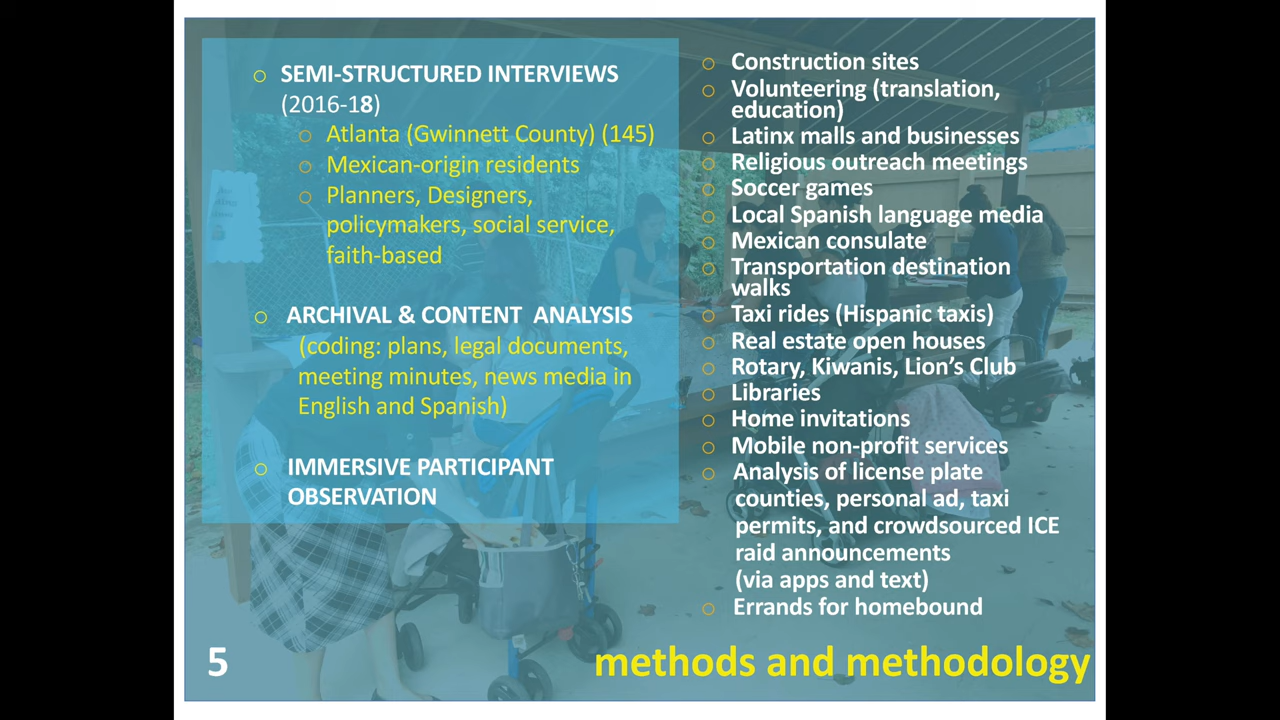 SEMI-STRUCTURED INTERVIEWS
(2016-18)
Atlanta (Gwinnett County) (145)
Mexican-origin residents
Planners, Designers,
policymakers, social service,
faith-based
ARCHIVAL & CONTENT ANALYSIS
(coding: plans, legal documents,
meeting minutes, news media in
English and Spanish)
IMMERSIVE PARTICIPANT
OBSERVATION
Construction sites
Volunteering (translation,
education)
Latinx malls and businesses
Religious outreach meetings
Soccer games
Local Spanish language media
Mexican consulate
Transportation destination
walks
Taxi rides (Hispanic taxis)
Real estate open houses
Rotary, Kiwanis, Lion’s Club
Libraries
Home invitations
Mobile non-profit services
Analysis of license plate
counties, personal ad, taxi
permits, and crowdsourced ICE
raid announcements
(via apps and text)
Errands for homebound
5
methods and methodology